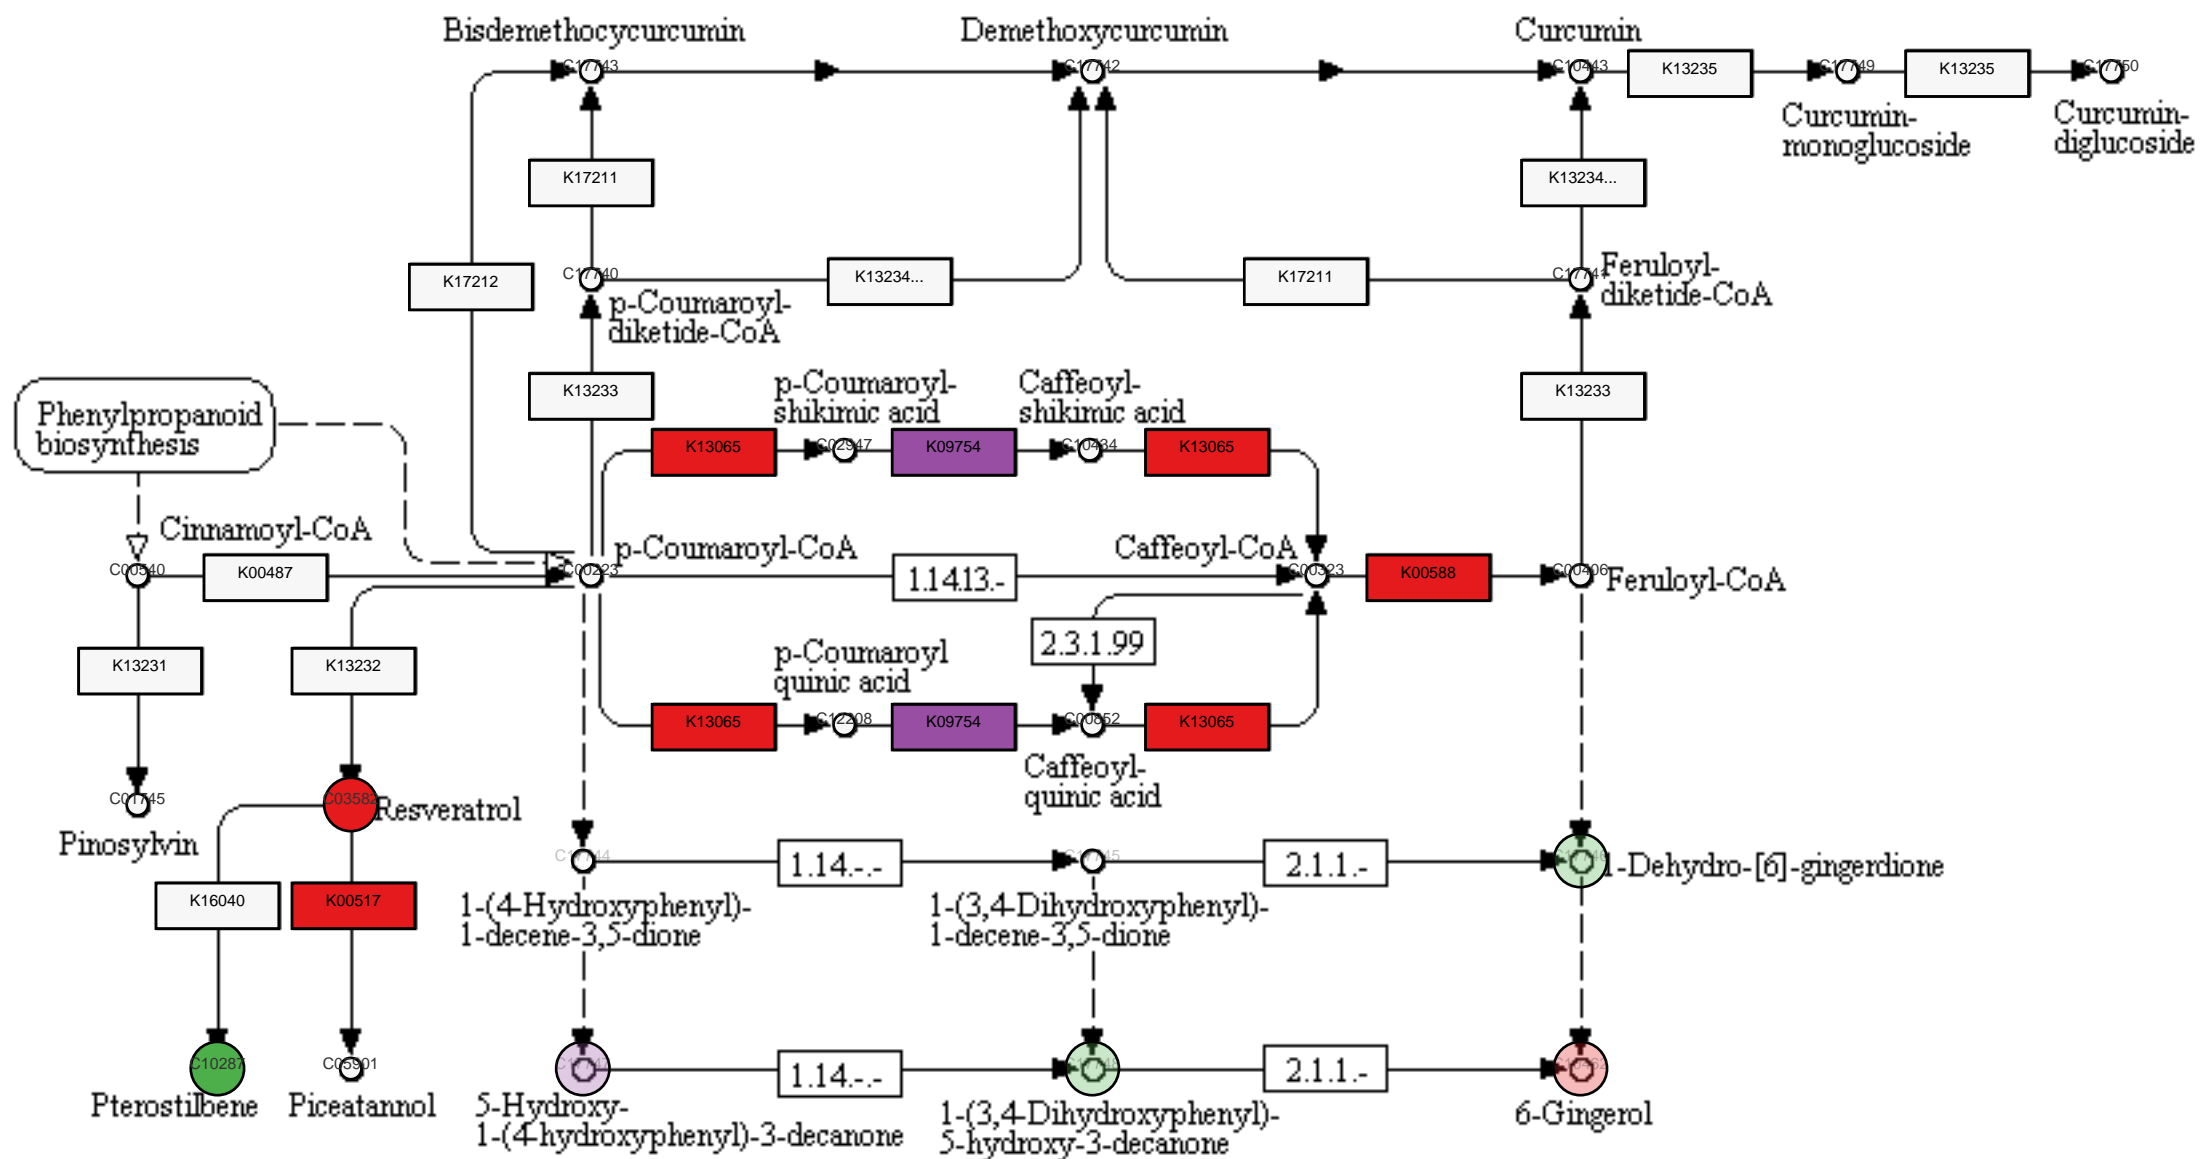 Bisdemethocycurcumin
Demethoxycurcumin
Curcumin
C17743
C17742
C10443
K13235
C17749
K13235
C17750
Curcumin-
monoglucoside
Curcumin-
diglucoside
K17211
K13234...
K17212
C17740
K13234...
K17211
C17741
Feruloyl-
diketide-CoA
p-Coumaroyl-
diketide-CoA
K13233
p-Coumaroyl-
shikimic acid
Caffeoyl-
shikimic acid
K13233
Phenylpropanoid
biosynthesis
K13065
C02947
K09754
C10434
K13065
Cinnamoyl-CoA
p-Coumaroyl-CoA
Caffeoyl-CoA
C00540
K00487
C00223
1.14.13.-
C00323
K00588
C00406
Feruloyl-CoA
2.3.1.99
K13231
K13232
p-Coumaroyl
quinic acid
K13065
C12208
K09754
C00852
K13065
Caffeoyl-
quinic acid
C01745
Pinosylvin
C03582
Resveratrol
C17744
1.14.-.-
C17745
2.1.1.-
1-Dehydro-[6]-gingerdione
K16040
K00517
1-(4-Hydroxyphenyl)-
1-decene-3,5-dione
1-(3,4-Dihydroxyphenyl)-
1-decene-3,5-dione
C10287
Pterostilbene
C05901
Piceatannol
1.14.-.-
2.1.1.-
5-Hydroxy-
1-(4-hydroxyphenyl)-3-decanone
1-(3,4-Dihydroxyphenyl)-
5-hydroxy-3-decanone
6-Gingerol